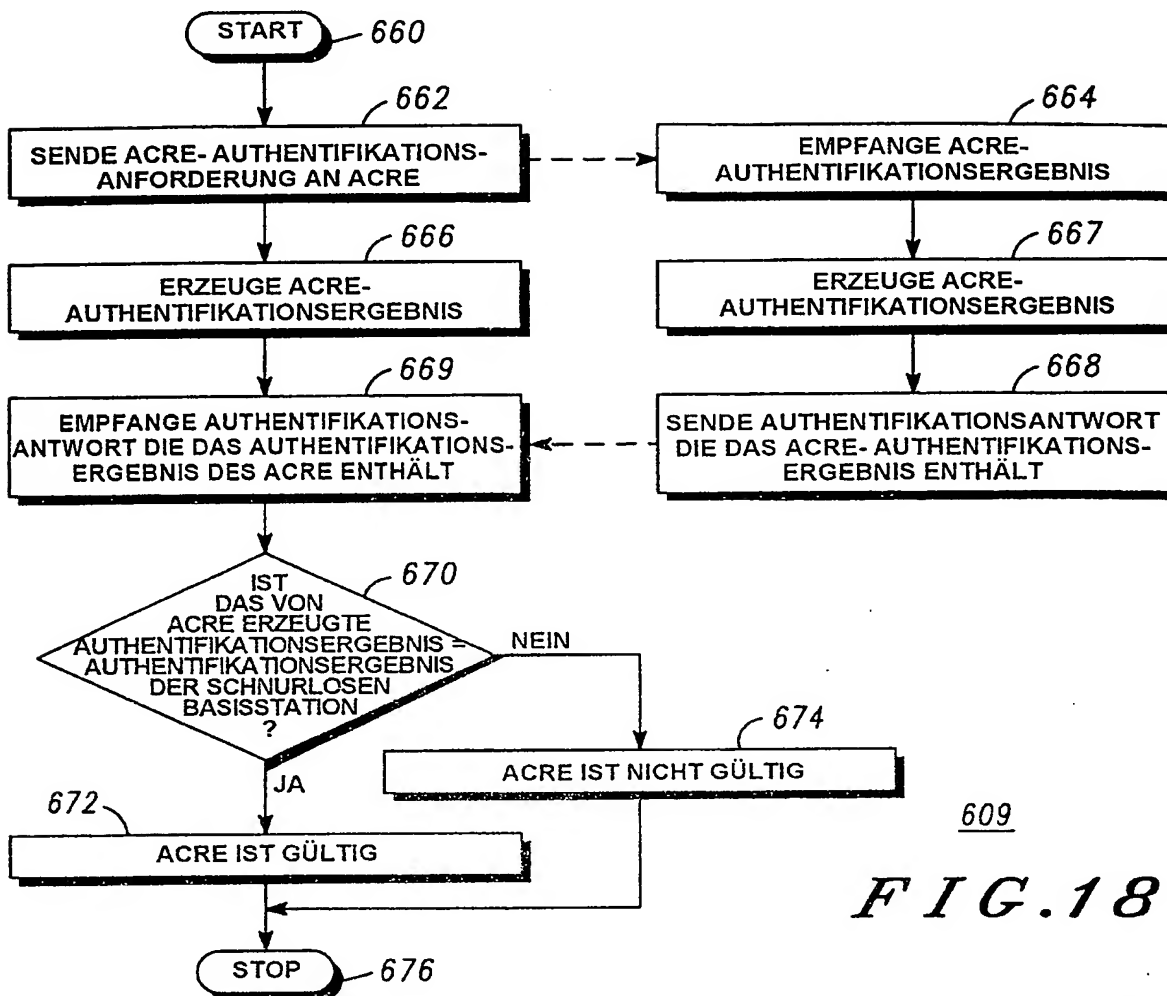 START
660
662
SENDE ACRE- AUTHENTIFIKATIONS-
ANFORDERUNG AN ACRE
664
EMPFANGE ACRE-
AUTHENTIFIKATIONSERGEBNIS
666
ERZEUGE ACRE-
AUTHENTIFIKATIONSERGEBNIS
667
ERZEUGE ACRE-
AUTHENTIFIKATIONSERGEBNIS
669
EMPFANGE AUTHENTIFIKATIONS-
ANTWORT DIE DAS AUTHENTIFIKATIONS-
ERGEBNIS DES ACRE ENTHÄLT
668
SENDE AUTHENTIFIKATIONSANTWORT
DIE DAS ACRE- AUTHENTIFIKATIONS-
ERGEBNIS ENTHÄLT
670
IST
DAS VON
ACRE ERZEUGTE
AUTHENTIFIKATIONSERGEBNIS =
AUTHENTIFIKATIONSERGEBNIS
DER SCHNURLOSEN
BASISSTATION
?
NEIN
JA
674
ACRE IST NICHT GÜLTIG
672
ACRE IST GÜLTIG
STOP
676
609
FIG.18